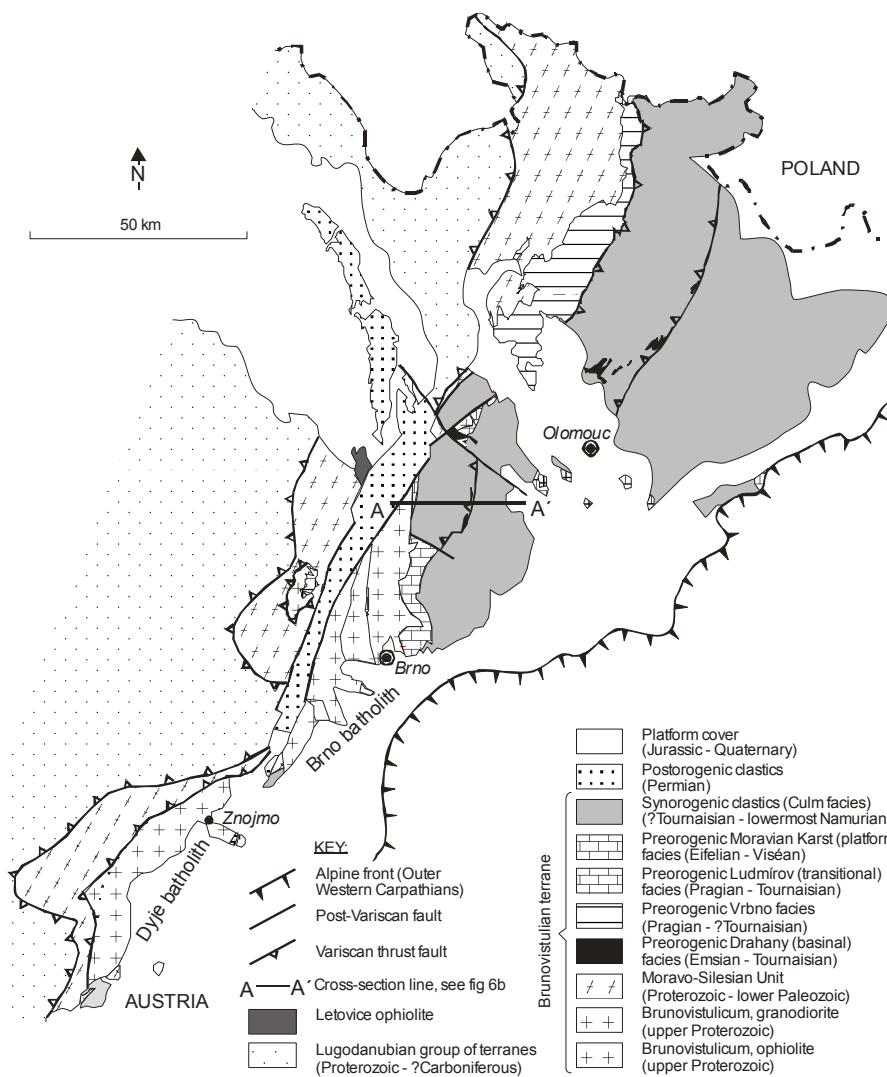 POLAND
N
50 km
Olomouc
A A´
Brno
Brno batholith
Znojmo
Dyje batholith
AUSTRIA
KEY:
Alpine front (Outer
Western Carpathians)
Post-Variscan fault
Variscan thrust fault
A A´ Cross-section line, see fig 6b
Letovice ophiolite
Lugodanubian group of terranes
(Proterozoic - ?Carboniferous)
Brunovistulian terrane
Platform cover
(Jurassic - Quaternary)
Postorogenic clastics
(Permian)
Synorogenic clastics (Culm facies)
(?Tournaisian - lowermost Namurian
Preorogenic Moravian Karst (platform
facies (Eifelian - Viséan)
Preorogenic Ludmírov (transitional)
facies (Pragian - Tournaisian)
Preorogenic Vrbno facies
(Pragian - ?Tournaisian)
Preorogenic Drahany (basinal)
facies (Emsian - Tournaisian)
Moravo-Silesian Unit
(Proterozoic - lower Paleozoic)
Brunovistulicum, granodiorite
(upper Proterozoic)
Brunovistulicum, ophiolite
(upper Proterozoic)